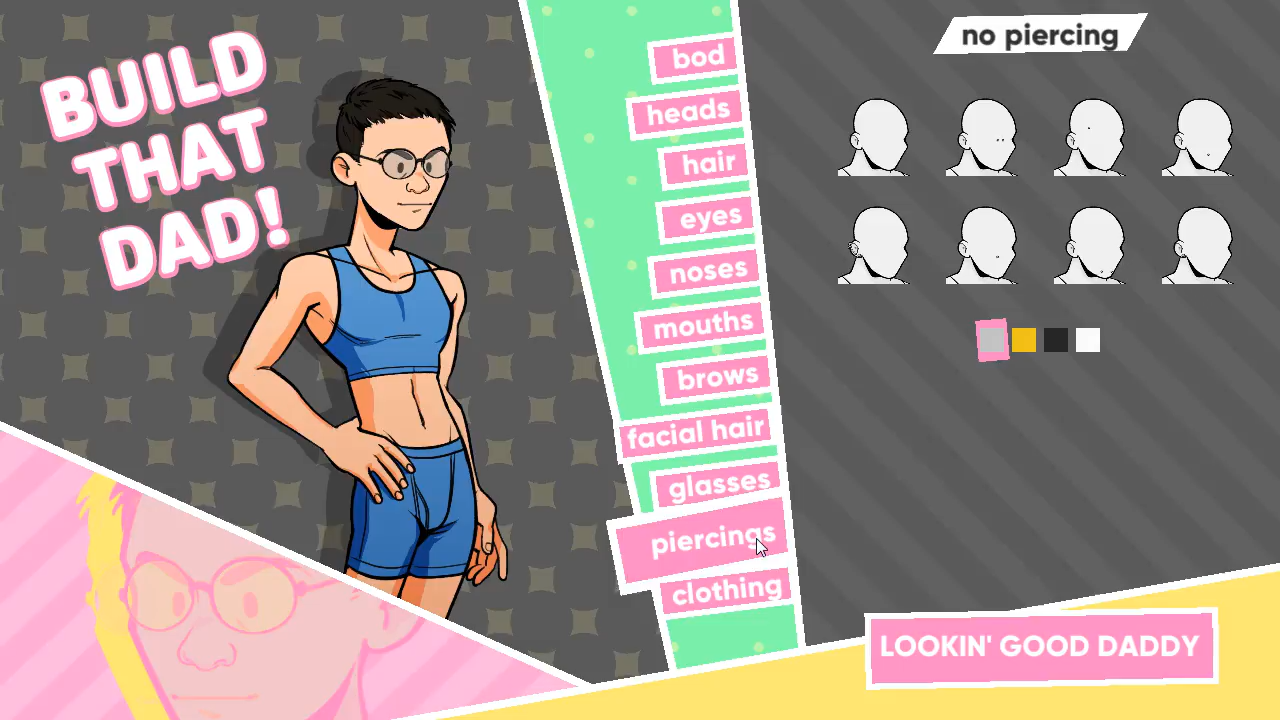 BUILD
THAT
DAD!
bod
heads
hair
eyes
noses
mouths
brows
facial hair
glasses
piercings
clothing
no piercing
LOOKIN' GOOD DADDY